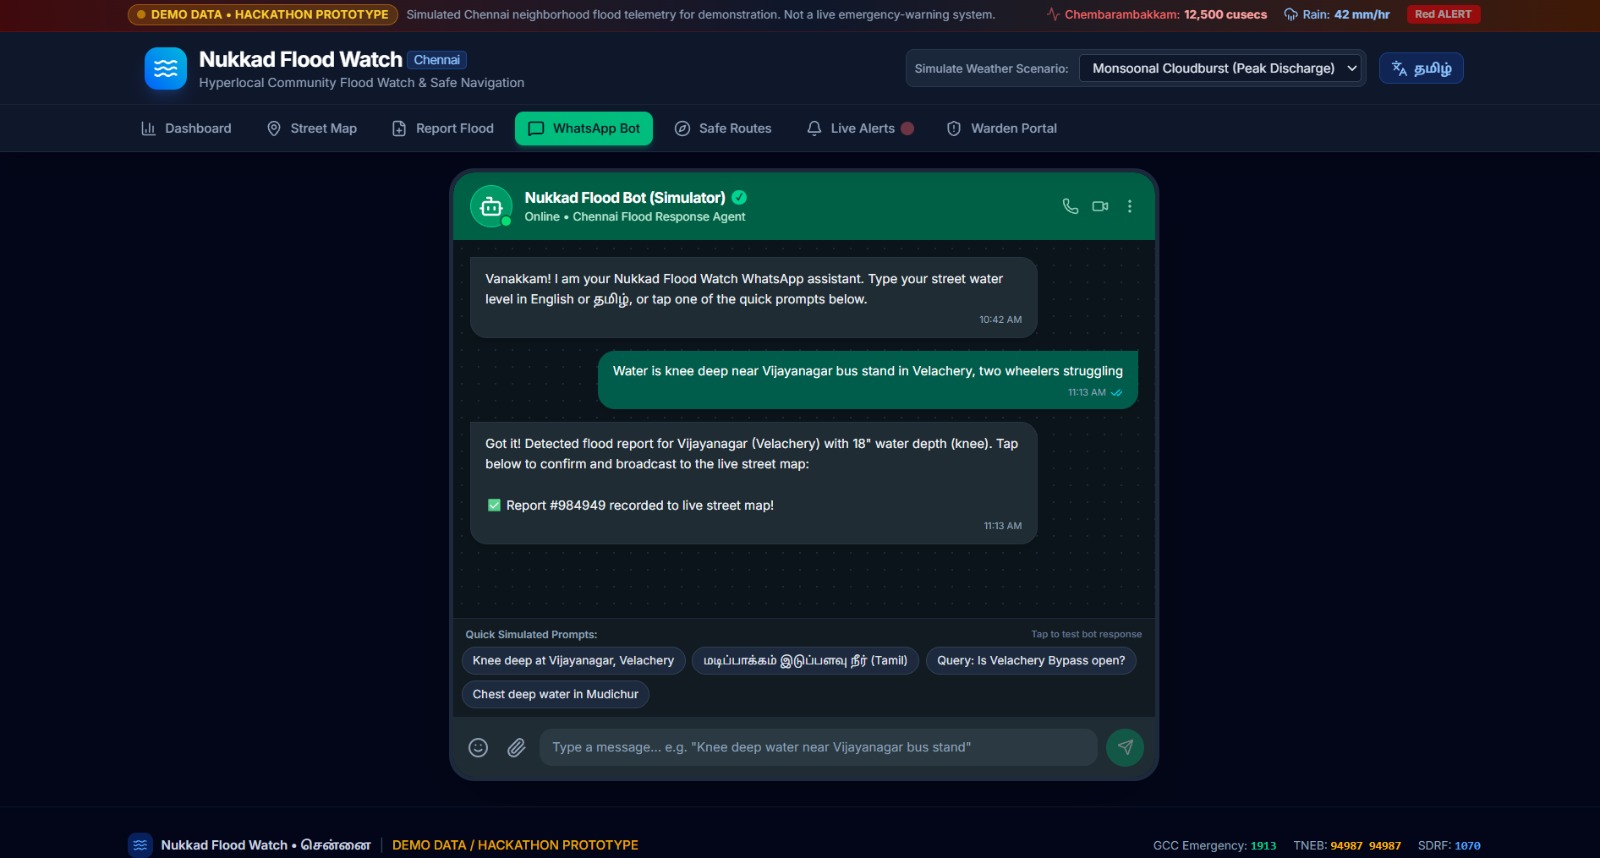 DEMO DATA • HACKATHON PROTOTYPE Simulated Chennai neighborhood flood telemetry for demonstration. Not a live emergency-warning system. Chembarambakkam: 12,500 cusecs Rain: 42 mm/hr Red ALERT
Nukkad Flood Watch Chennai
Hyperlocal Community Flood Watch & Safe Navigation
Simulate Weather Scenario: Monsoonal Cloudburst (Peak Discharge) தமிழ்
Dashboard Street Map Report Flood WhatsApp Bot Safe Routes Live Alerts Warden Portal
Nukkad Flood Bot (Simulator)
Online • Chennai Flood Response Agent
Vanakkam! I am your Nukkad Flood Watch WhatsApp assistant. Type your street water
level in English or தமிழ், or tap one of the quick prompts below.
10:42 AM
Water is knee deep near Vijayanagar bus stand in Velachery, two wheelers struggling
11:13 AM
Got it! Detected flood report for Vijayanagar (Velachery) with 18" water depth (knee). Tap
below to confirm and broadcast to the live street map:
✅ Report #984949 recorded to live street map!
11:13 AM
Quick Simulated Prompts: Tap to test bot response
Knee deep at Vijayanagar, Velachery மடிப்பாக்கம் இடுப்பளவு நீர் (Tamil) Query: Is Velachery Bypass open?
Chest deep water in Mudichur
Type a message... e.g. "Knee deep water near Vijayanagar bus stand"
Nukkad Flood Watch • சென்னை DEMO DATA / HACKATHON PROTOTYPE GCC Emergency: 1913 TNEB: 94987 94987 SDRF: 1070